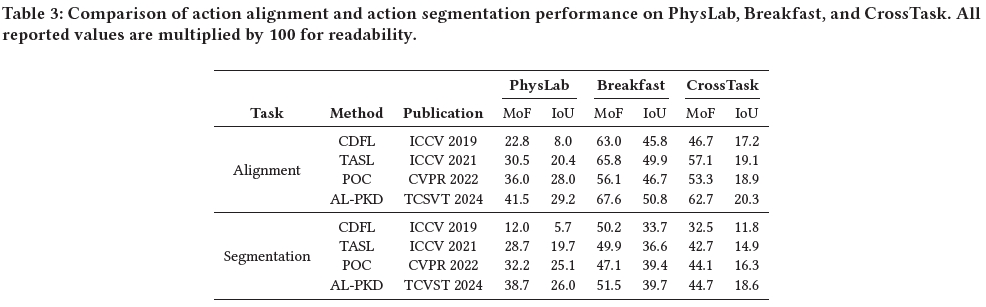 Table 3: Comparison of action alignment and action segmentation performance on PhysLab, Breakfast, and CrossTask. All
reported values are multiplied by 100 for readability.
PhysLab Breakfast CrossTask
Task Method Publication MoF IoU MoF IoU MoF IoU
CDFL ICCV 2019 22.8 8.0 63.0 45.8 46.7 17.2
TASL ICCV 2021 30.5 20.4 65.8 49.9 57.1 19.1
Alignment
POC CVPR 2022 36.0 28.0 56.1 46.7 53.3 18.9
AL-PKD TCSVT 2024 41.5 29.2 67.6 50.8 62.7 20.3
CDFL ICCV 2019 12.0 5.7 50.2 33.7 32.5 11.8
TASL ICCV 2021 28.7 19.7 49.9 36.6 42.7 14.9
Segmentation
POC CVPR 2022 32.2 25.1 47.1 39.4 44.1 16.3
AL-PKD TCVST 2024 38.7 26.0 51.5 39.7 44.7 18.6